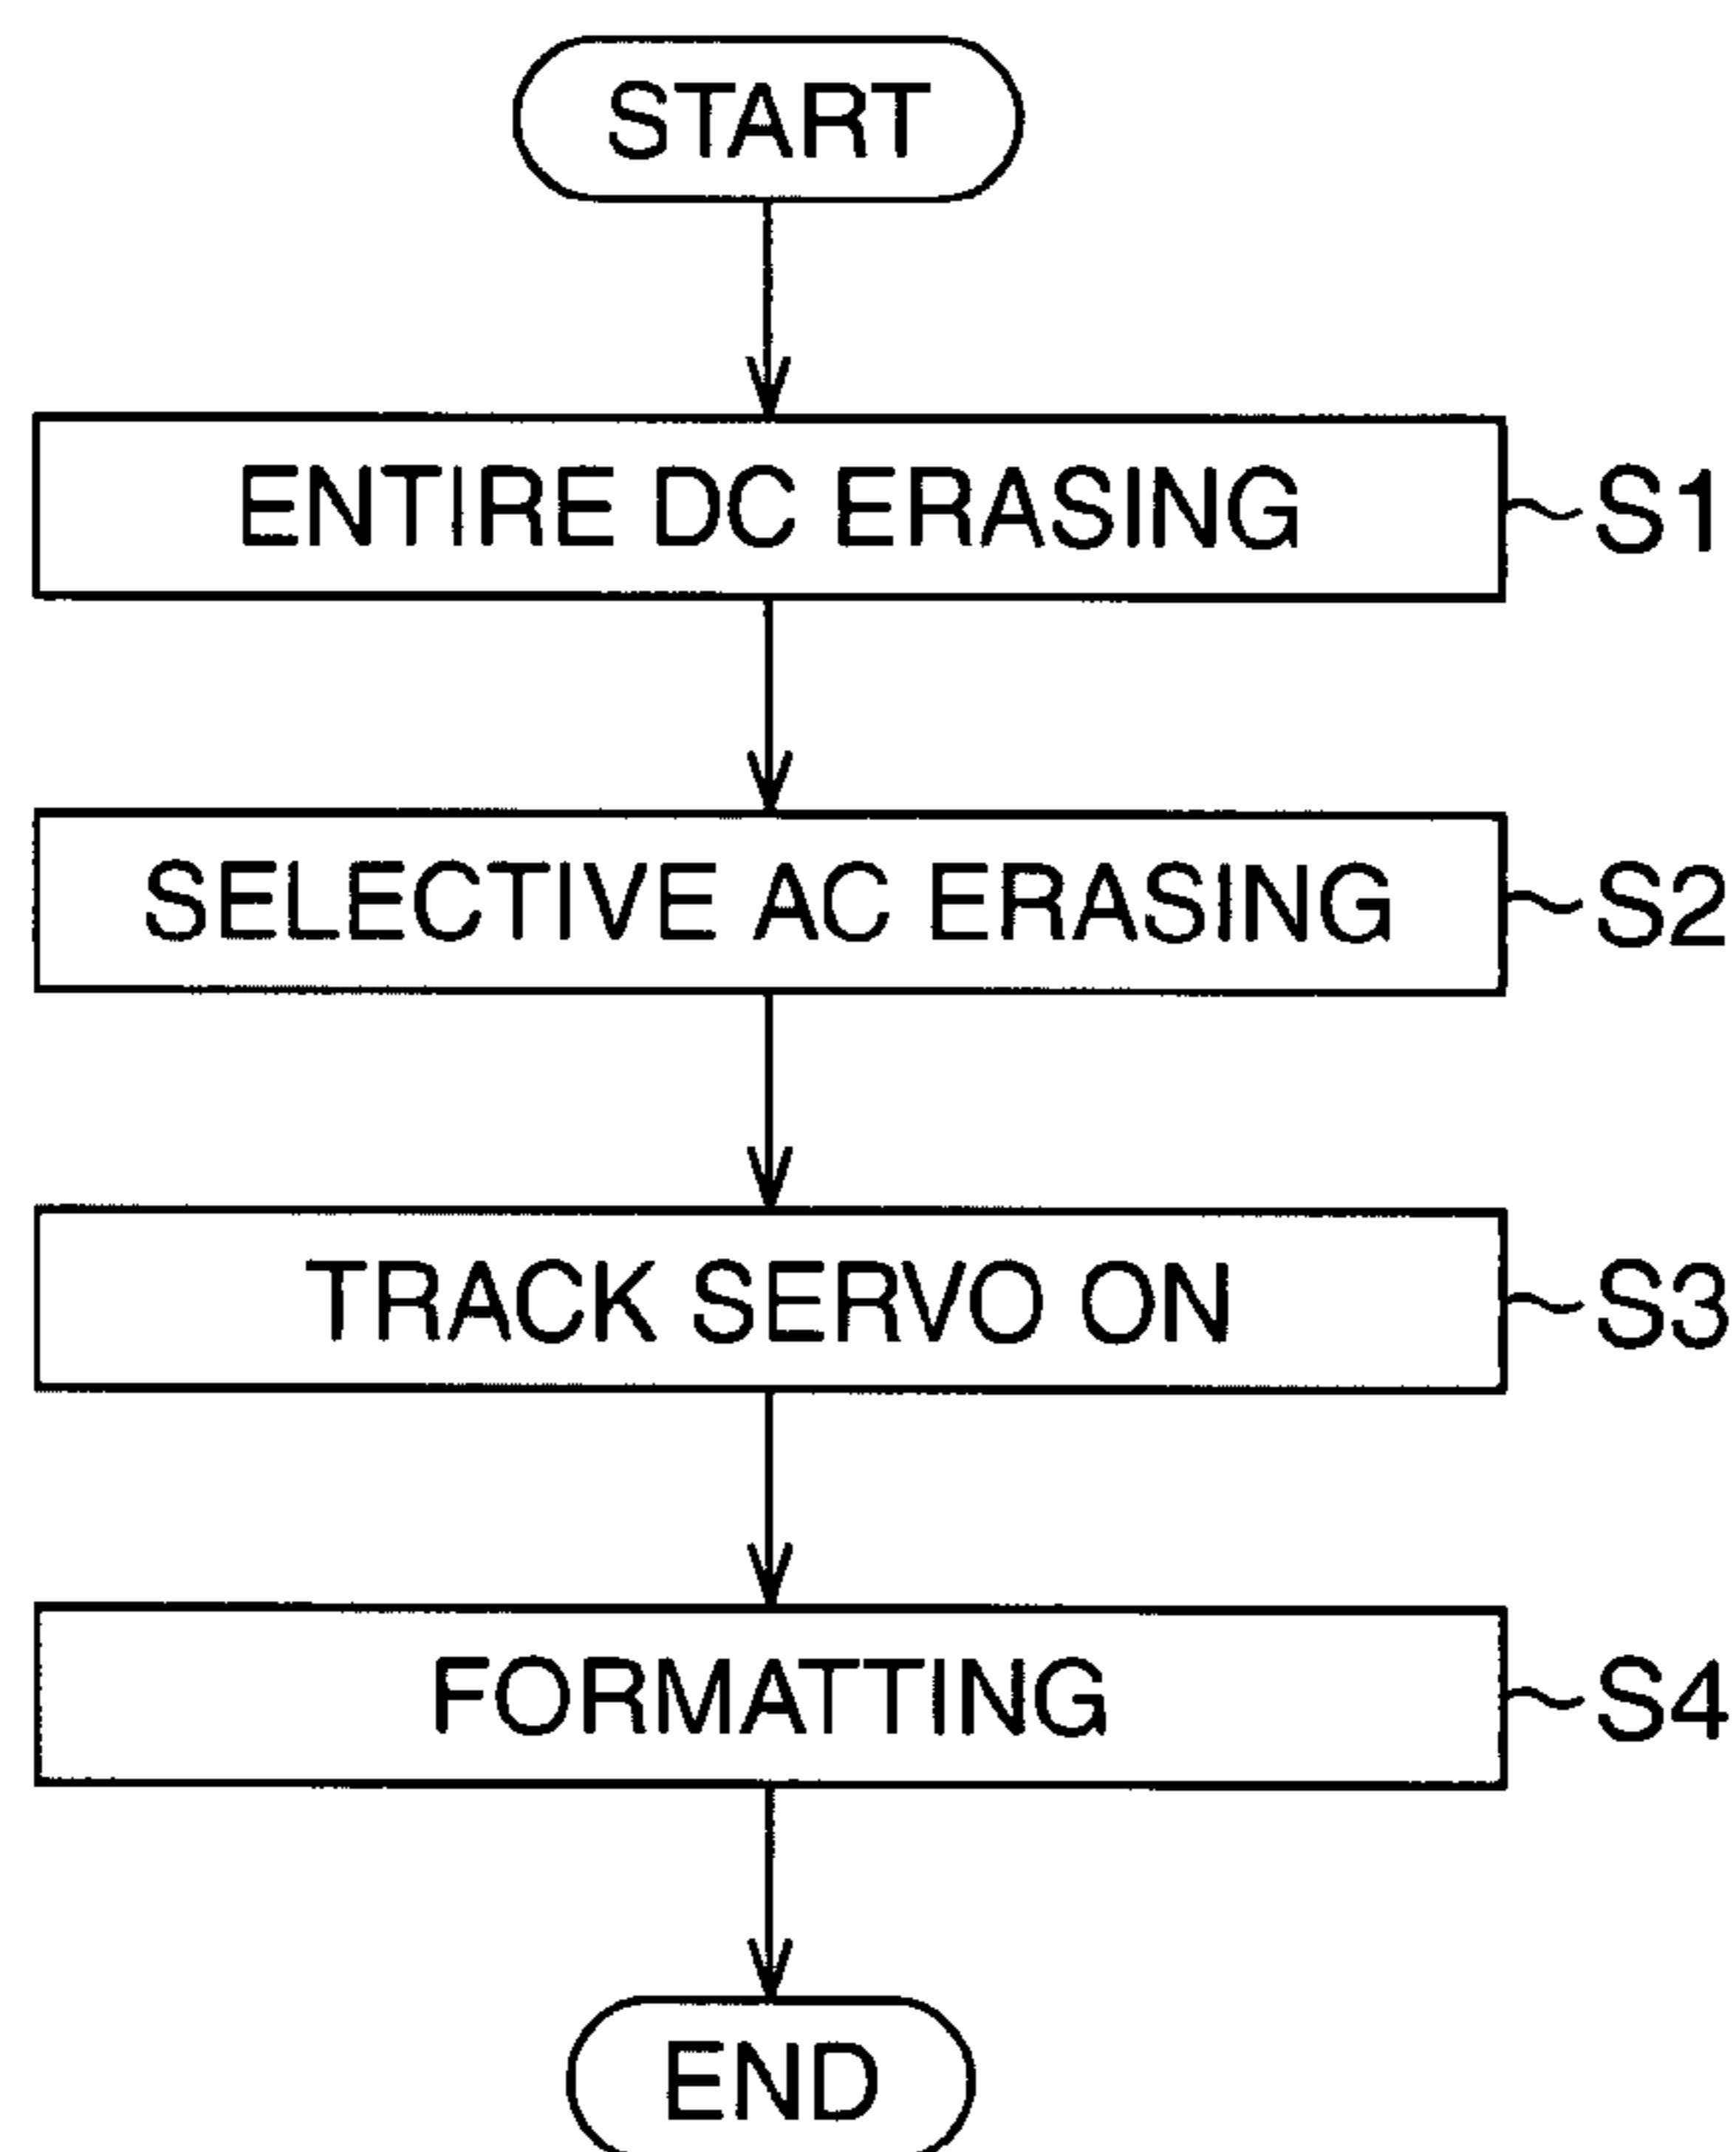 START
ENTIRE DC ERASING S1
SELECTIVE AC ERASING S2
TRACK SERVO ON S3
FORMATTING S4
END